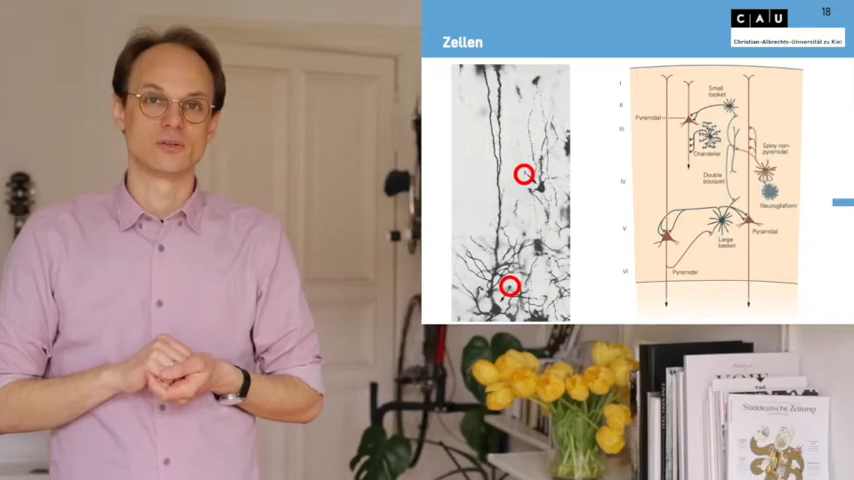 Zellen
CAU
18
Christian-Albrechts-Universität zu Kiel
I
II
III
IV
V
VI
Small
basket
Pyramidal
Chandelier
Spiny non-
pyramidal
Double
bouquet
Neurogliaform
Large
basket
Pyramidal
Pyramidal
THE
Süddeutsche Zeitung